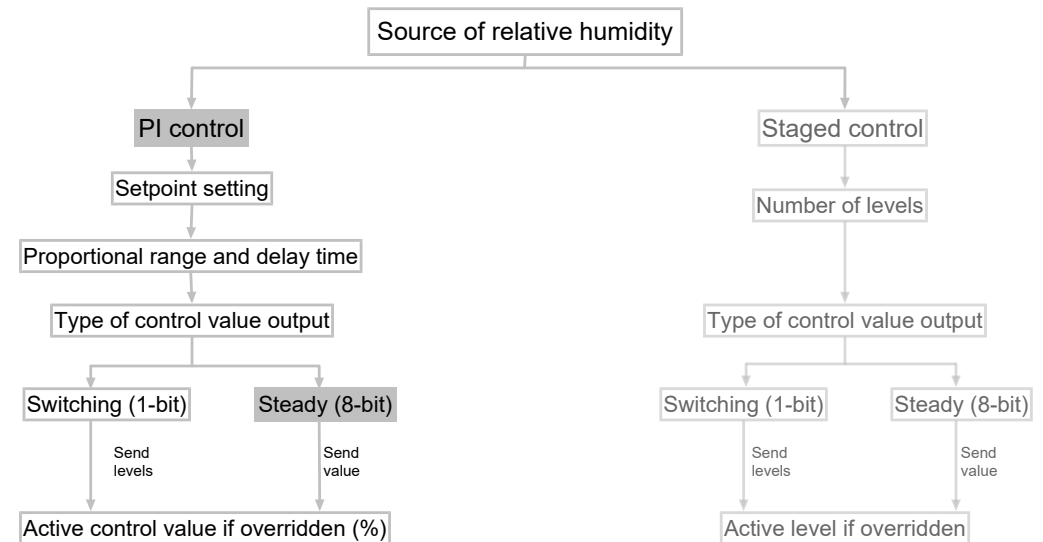 Source of relative humidity
PI control
Staged control
Setpoint setting
Number of levels
Proportional range and delay time
Type of control value output
Type of control value output
Switching (1-bit)
Steady (8-bit)
Switching (1-bit)
Steady (8-bit)
Send
levels
Send
value
Send
levels
Send
value
Active control value if overridden (%)
Active level if overridden